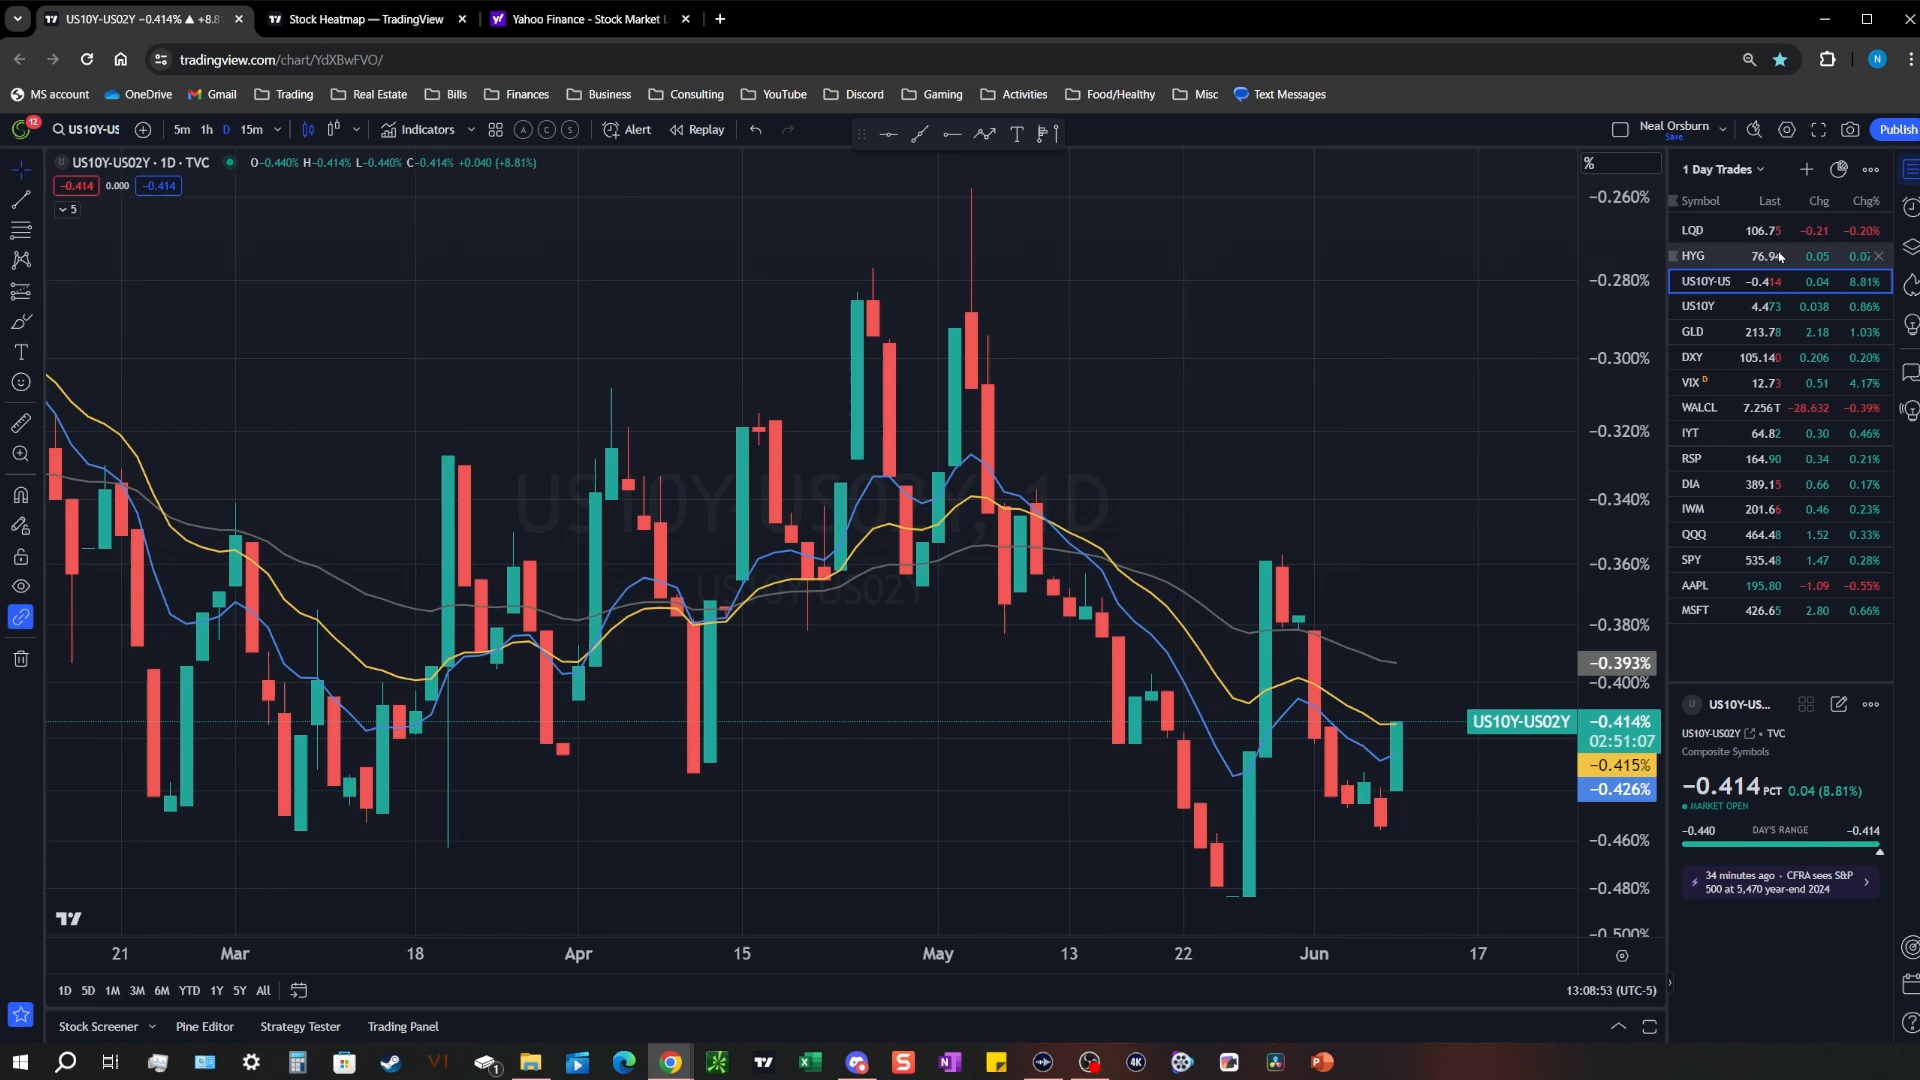 US10Y-US02Y −0.414% ▲ +8.8
Stock Heatmap — TradingView
Yahoo Finance - Stock Market
tradingview.com/chart/YdXBwFVO/
N
MS account
OneDrive
Gmail
Trading
Real Estate
Bills
Finances
Business
Consulting
YouTube
Discord
Gaming
Activities
Food/Healthy
Misc
Text Messages
12
US10Y-US
5m 1h D 15m
Indicators
A C S
Alert
Replay
Neal Orsburn
Save
Publish
US10Y-US02Y · 1D · TVC
O−0.440% H−0.414% L−0.440% C−0.414% +0.040 (+8.81%)
−0.414 0.000 −0.414
5
US10Y-US02Y, 1D
US10Y-US02Y
%
−0.260%
−0.280%
−0.300%
−0.320%
−0.340%
−0.360%
−0.380%
−0.393%
−0.400%
US10Y-US02Y −0.414%
02:51:07
−0.415%
−0.426%
−0.460%
−0.480%
−0.500%
21 Mar 18 Apr 15 May 13 22 Jun 17
1D 5D 1M 3M 6M YTD 1Y 5Y All
13:08:53 (UTC-5)
Stock Screener
Pine Editor
Strategy Tester
Trading Panel
1 Day Trades
Symbol Last Chg Chg%
LQD 106.75 −0.21 −0.20%
HYG 76.94 0.05 0.07
US10Y-US −0.414 0.04 8.81%
US10Y 4.473 0.038 0.86%
GLD 213.78 2.18 1.03%
DXY 105.140 0.206 0.20%
VIX D 12.73 0.51 4.17%
WALCL 7.256T −28.632 −0.39%
IYT 64.82 0.30 0.46%
RSP 164.90 0.34 0.21%
DIA 389.15 0.66 0.17%
IWM 201.66 0.46 0.23%
QQQ 464.48 1.52 0.33%
SPY 535.48 1.47 0.28%
AAPL 195.80 −1.09 −0.55%
MSFT 426.65 2.80 0.66%
U US10Y-US...
US10Y-US02Y • TVC
Composite Symbols
−0.414 PCT 0.04 (8.81%)
MARKET OPEN
−0.440 DAY'S RANGE −0.414
34 minutes ago • CFRA sees S&P
500 at 5,470 year-end 2024